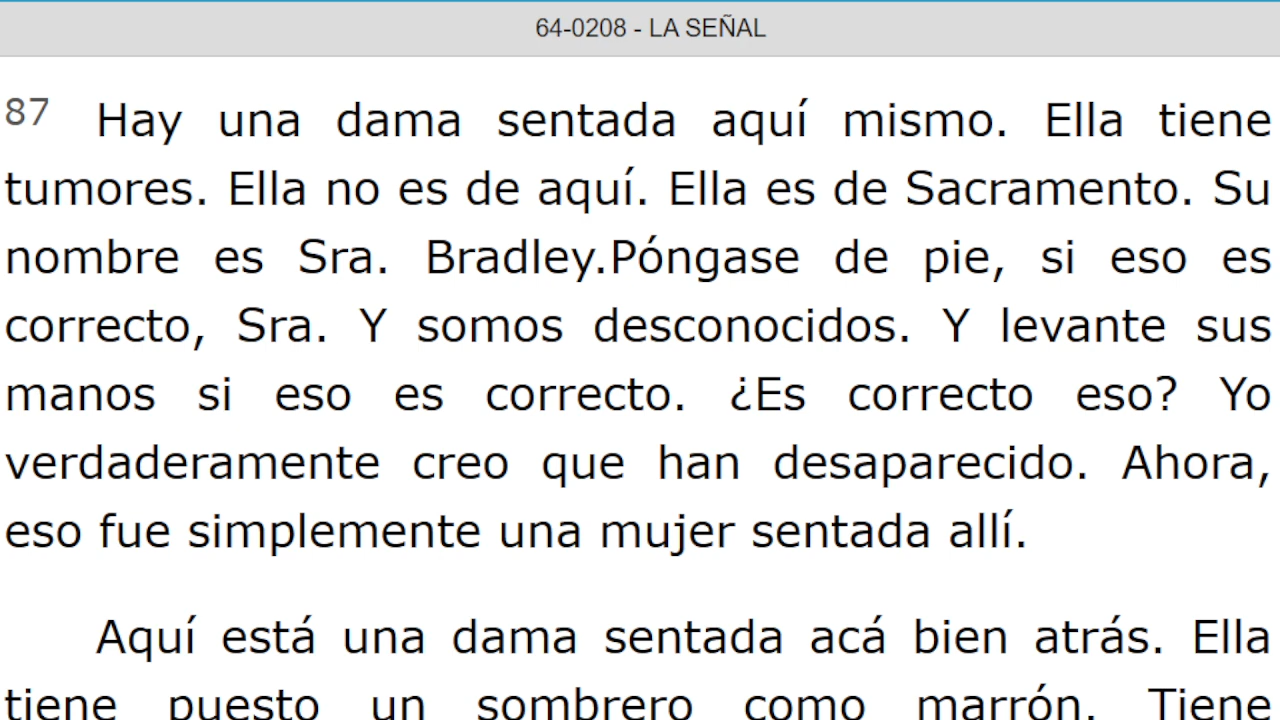 64-0208 - LA SEÑAL
87 Hay una dama sentada aquí mismo. Ella tiene
tumores. Ella no es de aquí. Ella es de Sacramento. Su
nombre es Sra. Bradley.Póngase de pie, si eso es
correcto, Sra. Y somos desconocidos. Y levante sus
manos si eso es correcto. ¿Es correcto eso? Yo
verdaderamente creo que han desaparecido. Ahora,
eso fue simplemente una mujer sentada allí.
Aquí está una dama sentada acá bien atrás. Ella
tiene puesto un sombrero como marrón. Tiene